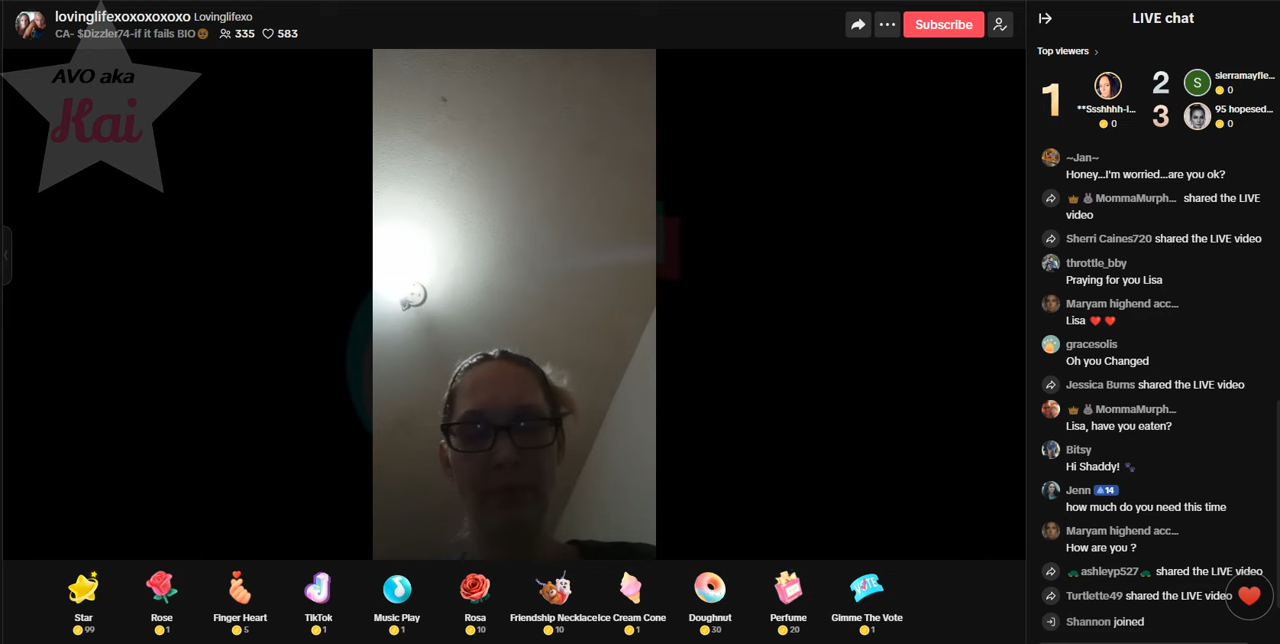 lovinglifexoxoxoxoxo Lovinglifexo
CA- $Dizzler74-if it fails BIO 335 583
Subscribe
AVO aka
Kai
LIVE chat
Top viewers
1
**Ssshhhh-I...
0
2
S
sierramayfle...
0
3
95 hopesed...
0
~Jan~
Honey...I'm worried...are you ok?
MommaMurph... shared the LIVE
video
Sherri Caines720 shared the LIVE video
throttle_bby
Praying for you Lisa
Maryam highend acc...
Lisa
gracesolis
Oh you Changed
Jessica Burns shared the LIVE video
MommaMurph...
Lisa, have you eaten?
Bitsy
Hi Shaddy!
Jenn 14
how much do you need this time
Maryam highend acc...
How are you ?
ashleyp527 shared the LIVE video
Turtlette49 shared the LIVE video
Shannon joined
Star
99
Rose
1
Finger Heart
5
TikTok
1
Music Play
1
Rosa
10
Friendship Necklace
10
Ice Cream Cone
1
Doughnut
30
Perfume
20
VOTE
Gimme The Vote
1